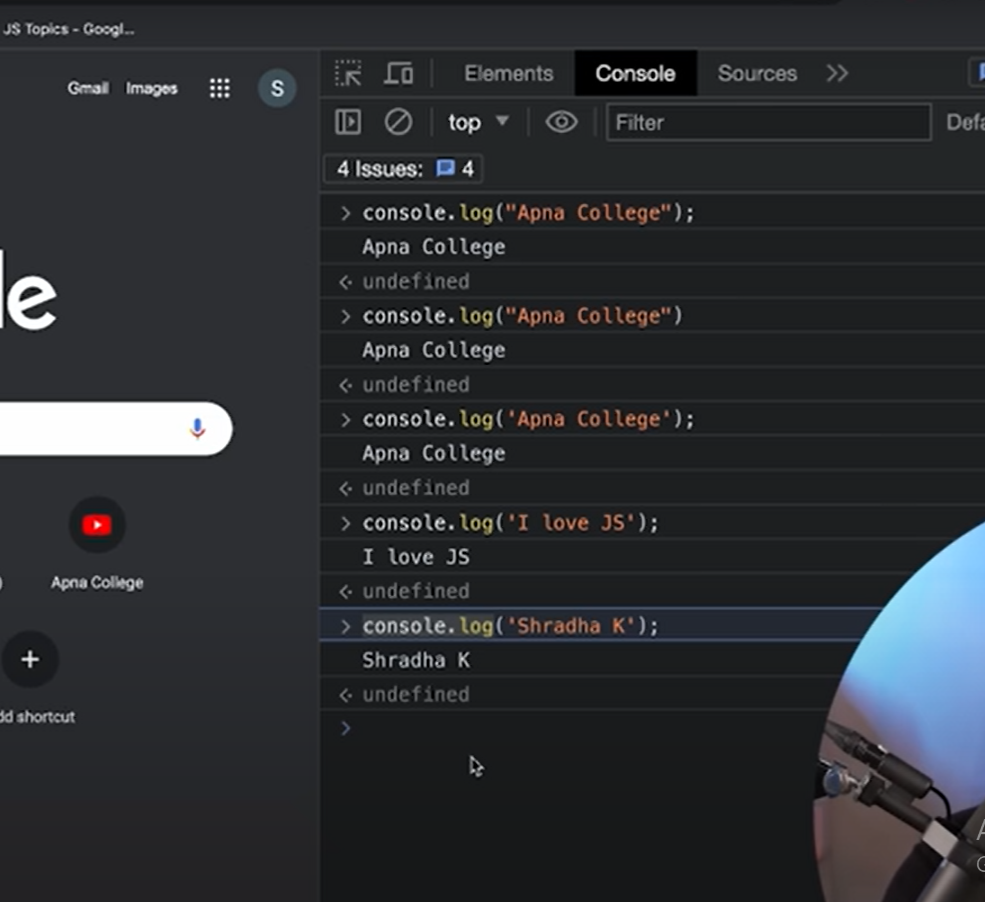 JS Topics - Googl...
Gmail Images S
Elements Console Sources
top Filter Defa
4 Issues: 4
> console.log("Apna College");
Apna College
undefined
> console.log("Apna College")
Apna College
undefined
> console.log('Apna College');
Apna College
undefined
> console.log('I love JS');
I love JS
undefined
> console.log('Shradha K');
Shradha K
undefined
>
le
Apna College
dd shortcut